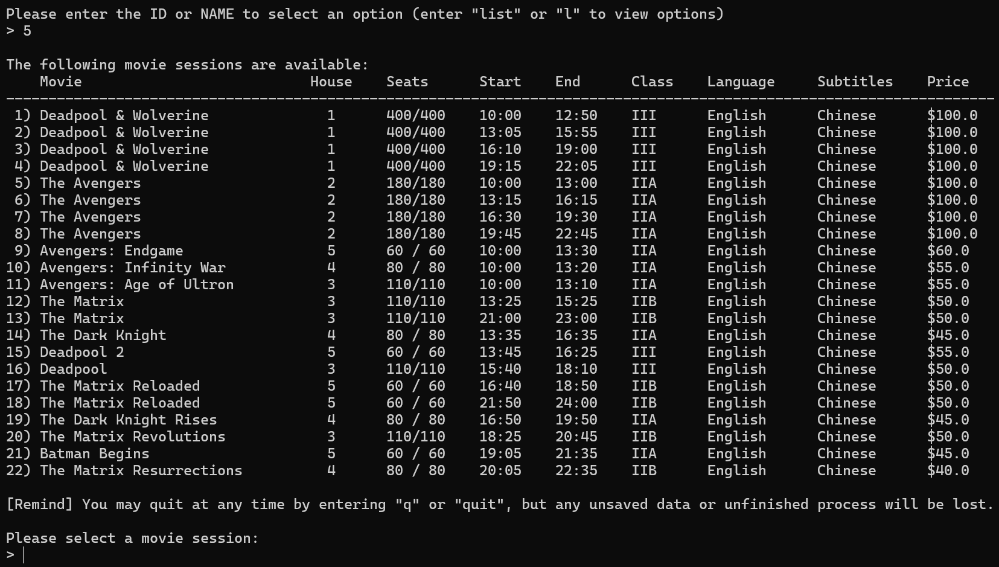 Please enter the ID or NAME to select an option (enter "list" or "l" to view options)
> 5
The following movie sessions are available:
Movie House Seats Start End Class Language Subtitles Price
1) Deadpool & Wolverine 1 400/400 10:00 12:50 III English Chinese $100.0
2) Deadpool & Wolverine 1 400/400 13:05 15:55 III English Chinese $100.0
3) Deadpool & Wolverine 1 400/400 16:10 19:00 III English Chinese $100.0
4) Deadpool & Wolverine 1 400/400 19:15 22:05 III English Chinese $100.0
5) The Avengers 2 180/180 10:00 13:00 IIA English Chinese $100.0
6) The Avengers 2 180/180 13:15 16:15 IIA English Chinese $100.0
7) The Avengers 2 180/180 16:30 19:30 IIA English Chinese $100.0
8) The Avengers 2 180/180 19:45 22:45 IIA English Chinese $100.0
9) Avengers: Endgame 5 60 / 60 10:00 13:30 IIA English Chinese $60.0
10) Avengers: Infinity War 4 80 / 80 10:00 13:20 IIA English Chinese $55.0
11) Avengers: Age of Ultron 3 110/110 10:00 13:10 IIA English Chinese $55.0
12) The Matrix 3 110/110 13:25 15:25 IIB English Chinese $50.0
13) The Matrix 3 110/110 21:00 23:00 IIB English Chinese $50.0
14) The Dark Knight 4 80 / 80 13:35 16:35 IIA English Chinese $45.0
15) Deadpool 2 5 60 / 60 13:45 16:25 III English Chinese $55.0
16) Deadpool 3 110/110 15:40 18:10 III English Chinese $50.0
17) The Matrix Reloaded 5 60 / 60 16:40 18:50 IIB English Chinese $50.0
18) The Matrix Reloaded 5 60 / 60 21:50 24:00 IIB English Chinese $50.0
19) The Dark Knight Rises 4 80 / 80 16:50 19:50 IIA English Chinese $45.0
20) The Matrix Revolutions 3 110/110 18:25 20:45 IIB English Chinese $50.0
21) Batman Begins 5 60 / 60 19:05 21:35 IIA English Chinese $45.0
22) The Matrix Resurrections 4 80 / 80 20:05 22:35 IIB English Chinese $40.0
[Remind] You may quit at any time by entering "q" or "quit", but any unsaved data or unfinished process will be lost.
Please select a movie session:
>